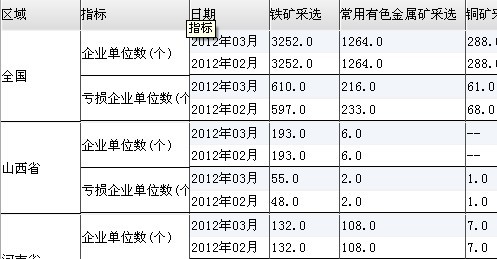 区域 指标 日期 铁矿采选 常用有色金属矿采选 铜矿采选
指标
全国 企业单位数(个) 2012年03月 3252.0 1264.0 288.
2012年02月 3252.0 1264.0 288.
亏损企业单位数(个 2012年03月 610.0 216.0 61.0
2012年02月 597.0 233.0 68.0
山西省 企业单位数(个) 2012年03月 193.0 6.0 --
2012年02月 193.0 6.0 --
亏损企业单位数(个 2012年03月 55.0 2.0 1.0
2012年02月 48.0 2.0 1.0
企业单位数(个) 2012年03月 132.0 108.0 7.0
2012年02月 132.0 108.0 7.0